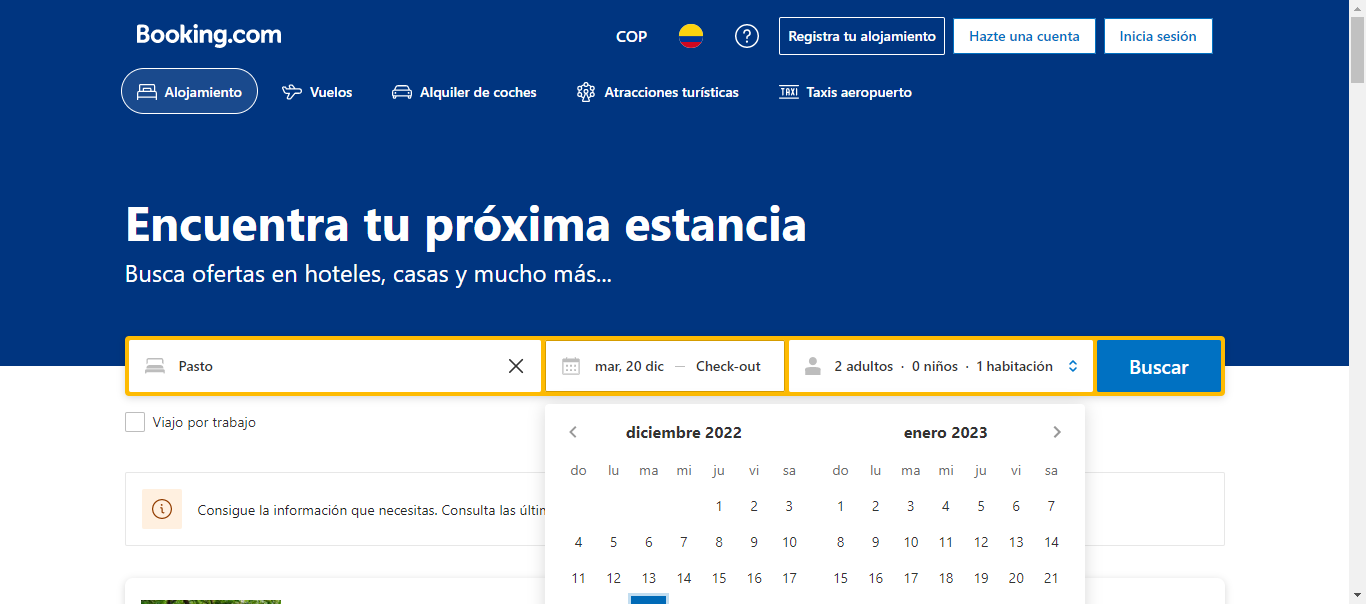 Booking.com
COP
Registra tu alojamiento
Hazte una cuenta
Inicia sesión
Alojamiento
Vuelos
Alquiler de coches
Atracciones turísticas
TAXI Taxis aeropuerto
Encuentra tu próxima estancia
Busca ofertas en hoteles, casas y mucho más...
Pasto
mar, 20 dic — Check-out
2 adultos · 0 niños · 1 habitación
Buscar
Viajo por trabajo
diciembre 2022
do lu ma mi ju vi sa
1 2 3
4 5 6 7 8 9 10
11 12 13 14 15 16 17
enero 2023
do lu ma mi ju vi sa
1 2 3 4 5 6 7
8 9 10 11 12 13 14
15 16 17 18 19 20 21
Consigue la información que necesitas. Consulta las últim